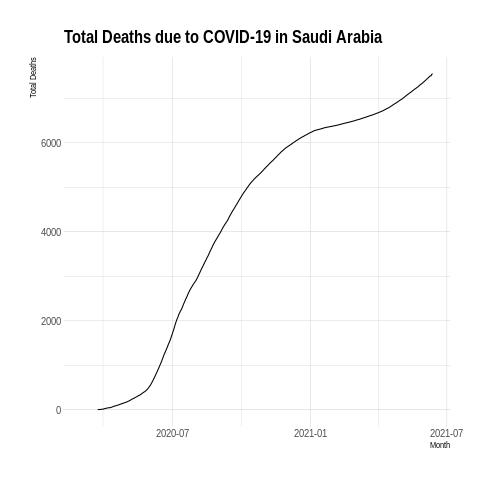 Total Deaths due to COVID-19 in Saudi Arabia
Total Deaths
6000
4000
2000
0
2020-07
2021-01
2021-07
Month